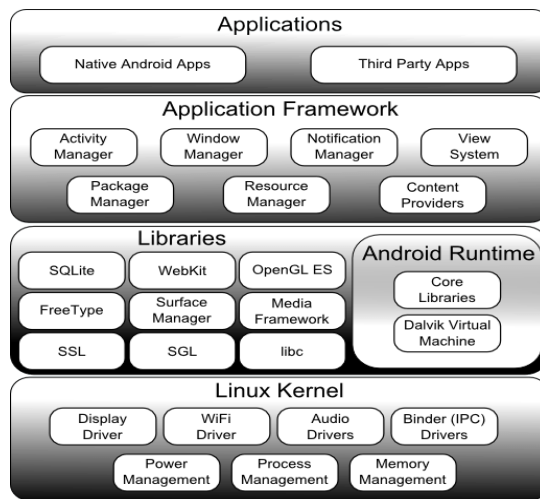 Applications
Native Android Apps
Third Party Apps
Application Framework
Activity
Manager
Window
Manager
Notification
Manager
View
System
Package
Manager
Resource
Manager
Content
Providers
Libraries
SQLite
WebKit
OpenGL ES
FreeType
Surface
Manager
Media
Framework
SSL
SGL
libc
Android Runtime
Core
Libraries
Dalvik Virtual
Machine
Linux Kernel
Display
Driver
WiFi
Driver
Audio
Drivers
Binder (IPC)
Drivers
Power
Management
Process
Management
Memory
Management